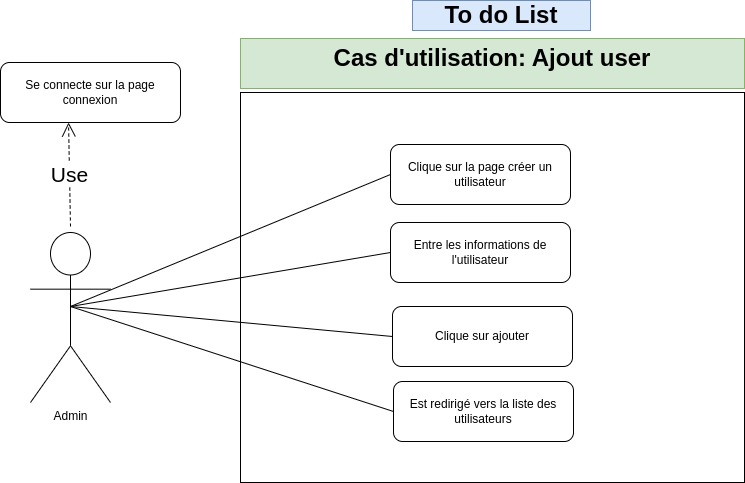 To do List
Cas d'utilisation: Ajout user
Se connecte sur la page
connexion
Use
Clique sur la page créer un
utilisateur
Entre les informations de
l'utilisateur
Clique sur ajouter
Est redirigé vers la liste des
utilisateurs
Admin